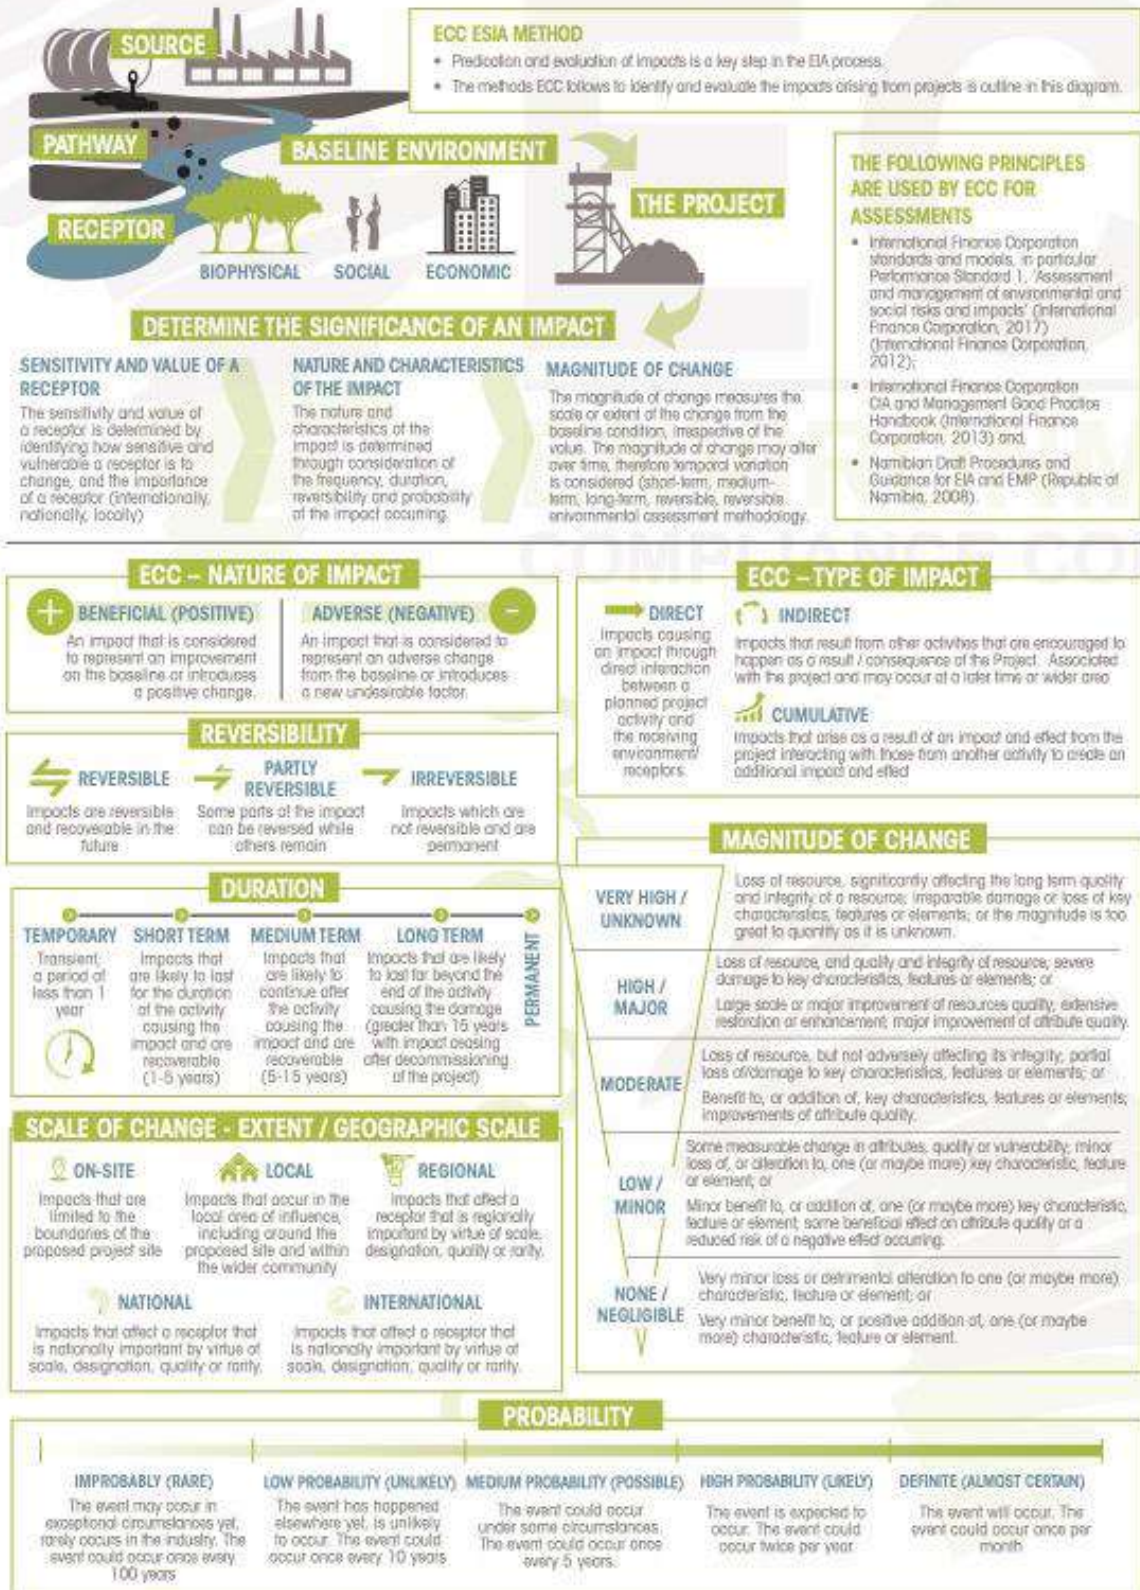 SOURCE
PATHWAY
RECEPTOR
ECC ESIA METHOD
• Predication and evaluation of impacts is a key step in the EIA process.
• The methods ECC follows to identify and evaluate the impacts arising from projects is outline in this diagram.
BASELINE ENVIRONMENT
BIOPHYSICAL
SOCIAL
ECONOMIC
THE PROJECT
THE FOLLOWING PRINCIPLES
ARE USED BY ECC FOR
ASSESSMENTS
• International Finance Corporation
standards and models, in particular
Performance Standard 1, 'Assessment
and management of environmental and
social risks and impacts' (International
Finance Corporation, 2017)
(International Finance Corporation,
2012);
• International Finance Corporation
CIA and Management Good Practice
Handbook (International Finance
Corporation, 2013) and,
• Namibian Draft Procedures and
Guidance for EIA and EMP (Republic of
Namibia, 2008).
DETERMINE THE SIGNIFICANCE OF AN IMPACT
SENSITIVITY AND VALUE OF A
RECEPTOR
The sensitivity and value of
a receptor is determined by
identifying how sensitive and
vulnerable a receptor is to
change, and the importance
of a receptor (internationally,
nationally, locally)
NATURE AND CHARACTERISTICS
OF THE IMPACT
The nature and
characteristics of the
impact is determined
through consideration of
the frequency, duration,
reversibility and probability
of the impact occurring.
MAGNITUDE OF CHANGE
The magnitude of change measures the
scale or extent of the change from the
baseline condition, irrespective of the
value. The magnitude of change may alter
over time, therefore temporal variation
is considered (short-term, medium-
term, long-term, reversible, reversible
environmental assessment methodology.
COMPLIANCE CO
ECC – NATURE OF IMPACT
BENEFICIAL (POSITIVE)
An impact that is considered
to represent an improvement
on the baseline or introduces
a positive change.
ADVERSE (NEGATIVE)
An impact that is considered to
represent an adverse change
from the baseline or introduces
a new undesirable factor.
ECC – TYPE OF IMPACT
DIRECT
Impacts causing
an impact through
direct interaction
between a
planned project
activity and
the receiving
environment/
receptors.
INDIRECT
Impacts that result from other activities that are encouraged to
happen as a result / consequence of the Project. Associated
with the project and may occur at a later time or wider area
CUMULATIVE
Impacts that arise as a result of an impact and effect from the
project interacting with those from another activity to create an
additional impact and effect
REVERSIBILITY
REVERSIBLE
Impacts are reversible
and recoverable in the
future
PARTLY
REVERSIBLE
Some parts of the impact
can be reversed while
others remain
IRREVERSIBLE
Impacts which are
not reversible and are
permanent
DURATION
TEMPORARY
Transient;
a period of
less than 1
year
SHORT TERM
Impacts that
are likely to last
for the duration
of the activity
causing the
impact and are
recoverable
(1-5 years)
MEDIUM TERM
Impacts that
are likely to
continue after
the activity
causing the
impact and are
recoverable
(5-15 years)
LONG TERM
Impacts that are likely
to last far beyond the
end of the activity
causing the damage
(greater than 15 years
with impact ceasing
after decommissioning
of the project)
PERMANENT
SCALE OF CHANGE - EXTENT / GEOGRAPHIC SCALE
ON-SITE
Impacts that are
limited to the
boundaries of the
proposed project site
LOCAL
Impacts that occur in the
local area of influence,
including around the
proposed site and within
the wider community
REGIONAL
Impacts that affect a
receptor that is regionally
important by virtue of scale,
designation, quality or rarity.
NATIONAL
Impacts that affect a receptor that
is nationally important by virtue of
scale, designation, quality or rarity.
INTERNATIONAL
Impacts that affect a receptor that
is nationally important by virtue of
scale, designation, quality or rarity.
MAGNITUDE OF CHANGE
VERY HIGH /
UNKNOWN
Loss of resource, significantly affecting the long term quality
and integrity of a resource; irreparable damage or loss of key
characteristics, features or elements; or the magnitude is too
great to quantify as it is unknown.
HIGH /
MAJOR
Loss of resource, and quality and integrity of resource; severe
damage to key characteristics, features or elements; or
Large scale or major improvement of resources quality; extensive
restoration or enhancement; major improvement of attribute quality.
MODERATE
Loss of resource, but not adversely affecting its integrity; partial
loss of/damage to key characteristics, features or elements; or
Benefit to, or addition of, key characteristics, features or elements;
improvements of attribute quality.
LOW /
MINOR
Some measurable change in attributes, quality or vulnerability; minor
loss of, or alteration to, one (or maybe more) key characteristic, feature
or element; or
Minor benefit to, or addition of, one (or maybe more) key characteristic,
feature or element; some beneficial effect on attribute quality or a
reduced risk of a negative effect occurring.
NONE /
NEGLIGIBLE
Very minor loss or detrimental alteration to one (or maybe more)
characteristic, feature or element; or
Very minor benefit to, or positive addition of, one (or maybe
more) characteristic, feature or element.
PROBABILITY
IMPROBABLY (RARE)
The event may occur in
exceptional circumstances yet,
rarely occurs in the industry. The
event could occur once every
100 years
LOW PROBABILITY (UNLIKELY)
The event has happened
elsewhere yet, is unlikely
to occur. The event could
occur once every 10 years
MEDIUM PROBABILITY (POSSIBLE)
The event could occur
under some circumstances.
The event could occur once
every 5 years.
HIGH PROBABILITY (LIKELY)
The event is expected to
occur. The event could
occur twice per year
DEFINITE (ALMOST CERTAIN)
The event will occur. The
event could occur once per
month